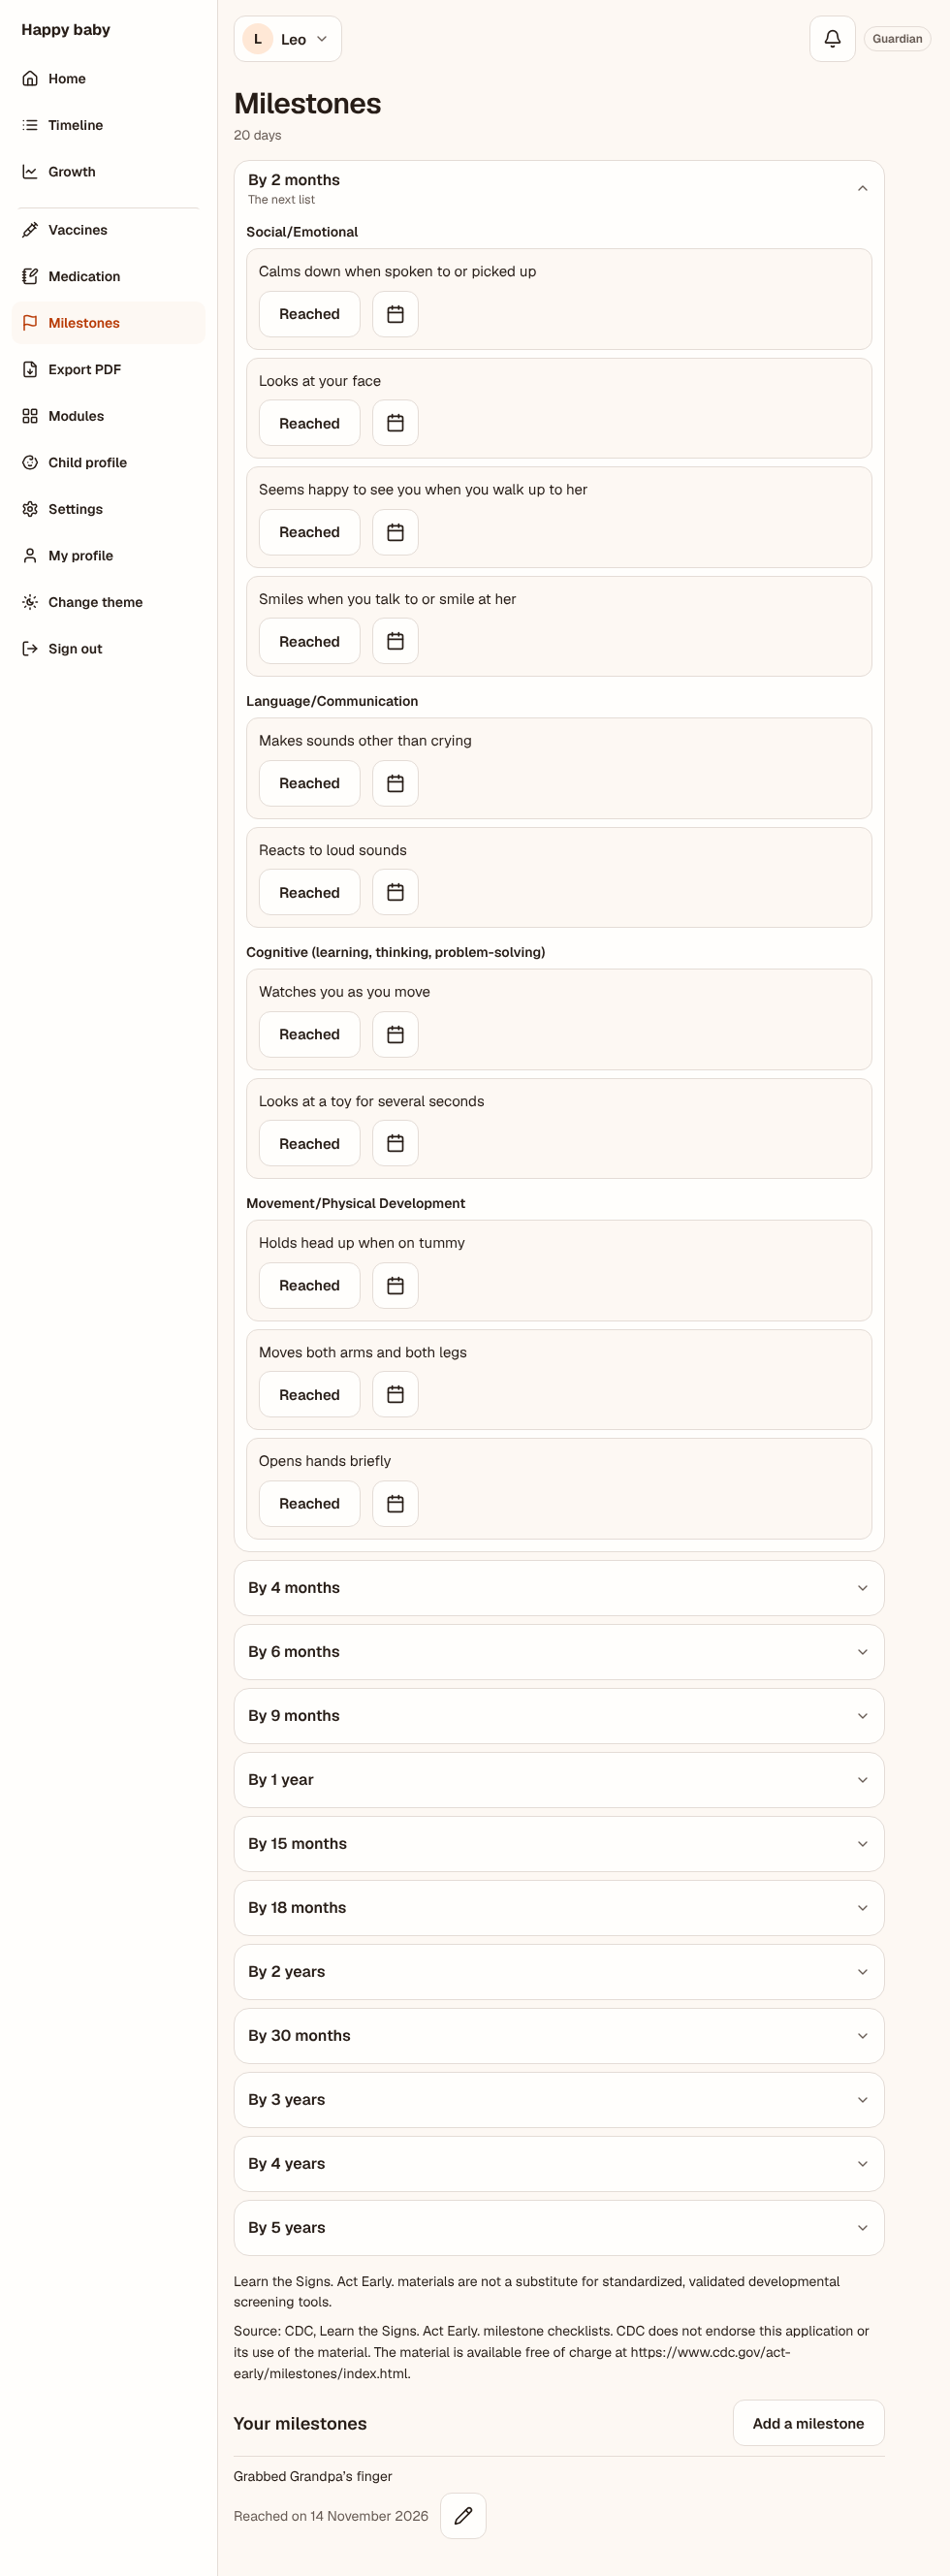 Happy baby
Home
Timeline
Growth
Vaccines
Medication
Milestones
Export PDF
Modules
Child profile
Settings
My profile
Change theme
Sign out
L
Leo
Guardian
Milestones
20 days
By 2 months
The next list
Social/Emotional
Calms down when spoken to or picked up
Reached
Looks at your face
Reached
Seems happy to see you when you walk up to her
Reached
Smiles when you talk to or smile at her
Reached
Language/Communication
Makes sounds other than crying
Reached
Reacts to loud sounds
Reached
Cognitive (learning, thinking, problem-solving)
Watches you as you move
Reached
Looks at a toy for several seconds
Reached
Movement/Physical Development
Holds head up when on tummy
Reached
Moves both arms and both legs
Reached
Opens hands briefly
Reached
By 4 months
By 6 months
By 9 months
By 1 year
By 15 months
By 18 months
By 2 years
By 30 months
By 3 years
By 4 years
By 5 years
Learn the Signs. Act Early. materials are not a substitute for standardized, validated developmental
screening tools.
Source: CDC, Learn the Signs. Act Early. milestone checklists. CDC does not endorse this application or
its use of the material. The material is available free of charge at https://www.cdc.gov/act-
early/milestones/index.html.
Your milestones
Add a milestone
Grabbed Grandpa's finger
Reached on 14 November 2026